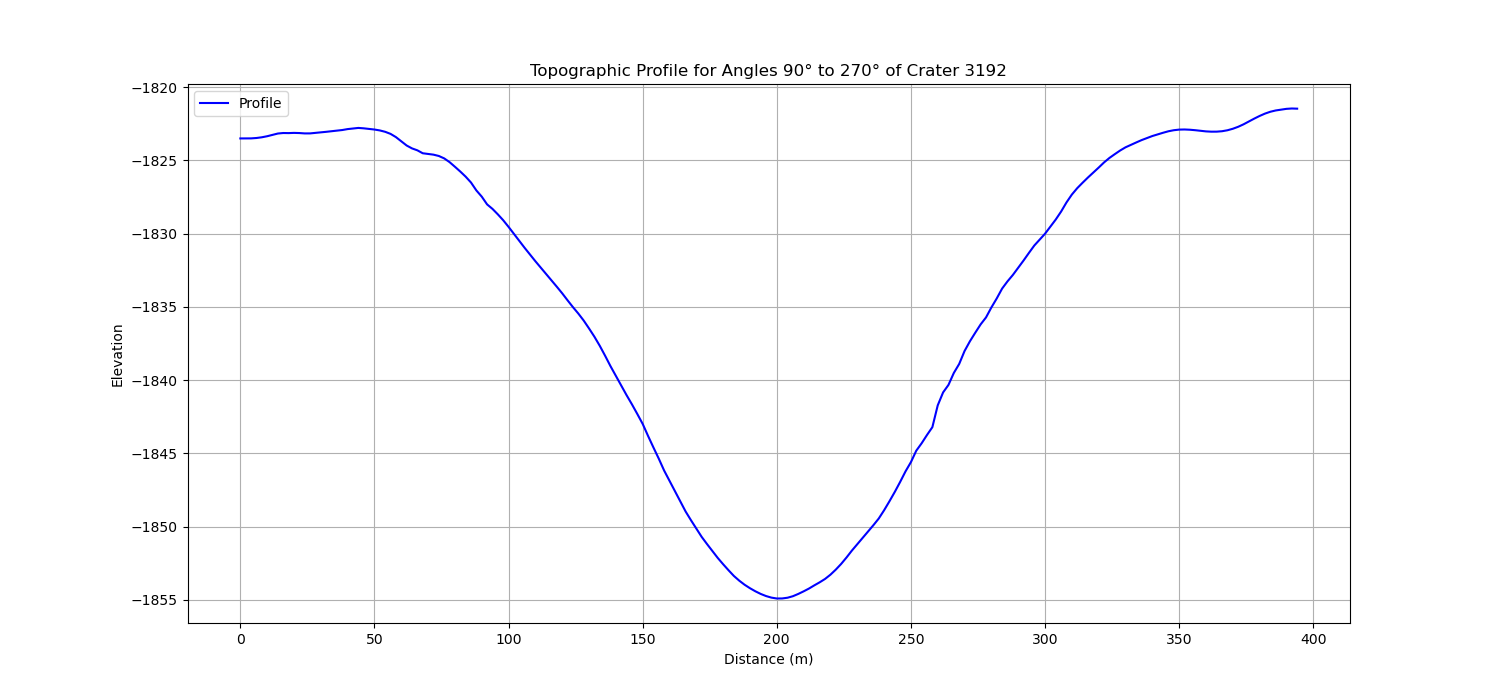 Topographic Profile for Angles 90° to 270° of Crater 3192
Profile
−1820
−1825
−1830
−1835
−1840
−1845
−1850
−1855
Elevation
0 50 100 150 200 250 300 350 400
Distance (m)